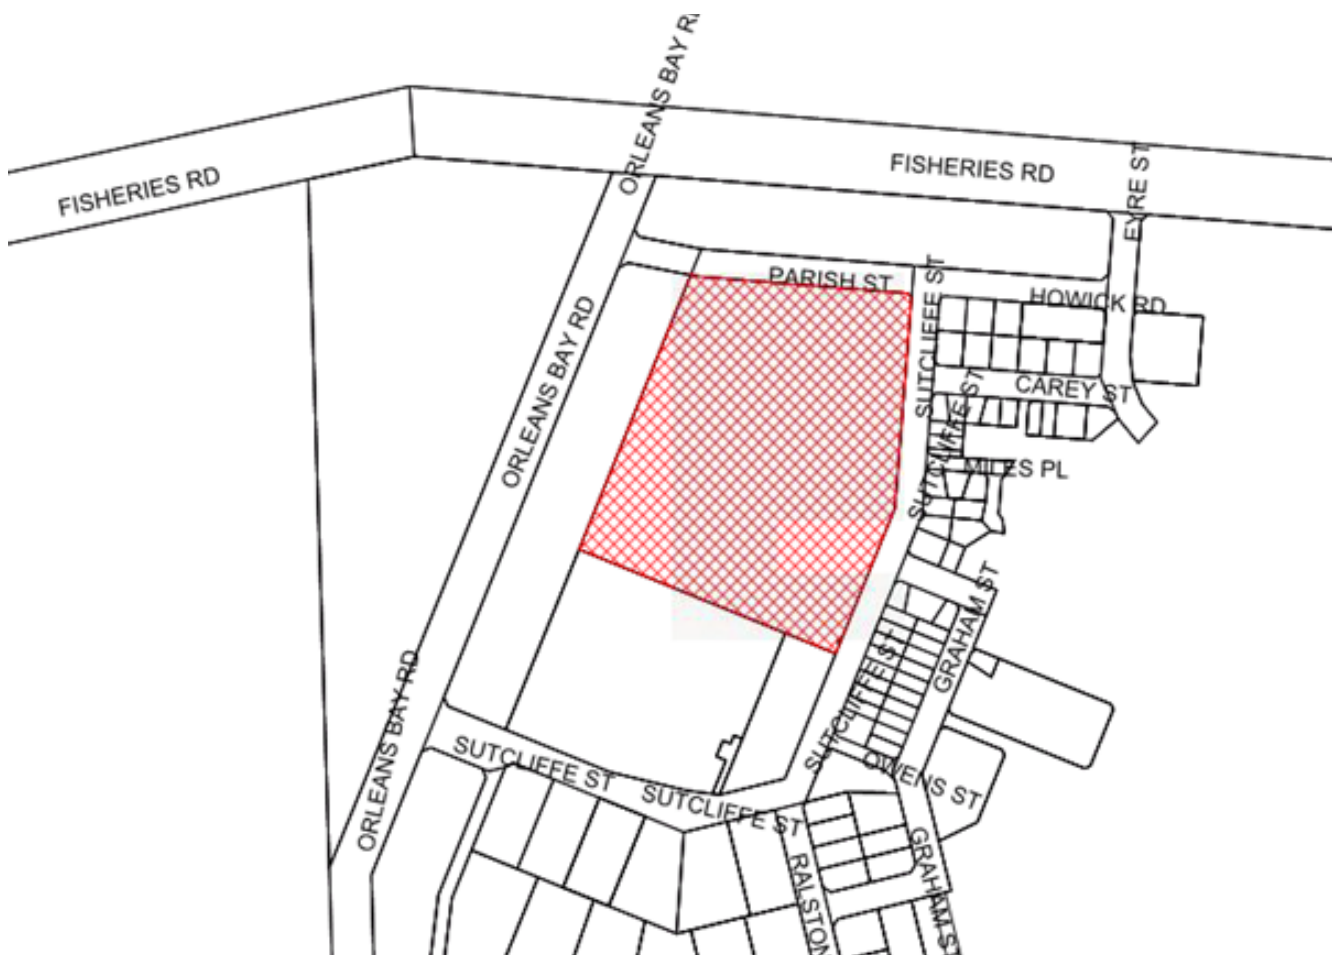 ORLEANS BAY RD
FISHERIES RD
FISHERIES RD
EYRE ST
PARISH ST
SUTCLIFFE ST
HOWICK RD
ORLEANS BAY RD
CAREY ST
SUTCLIFFE ST
MILES PL
GRAHAM ST
SUTCLIFFE ST
ORLEANS BAY RD
SUTCLIFFE ST
SUTCLIFFE ST
OWENS ST
RALSTON
GRAHAM ST